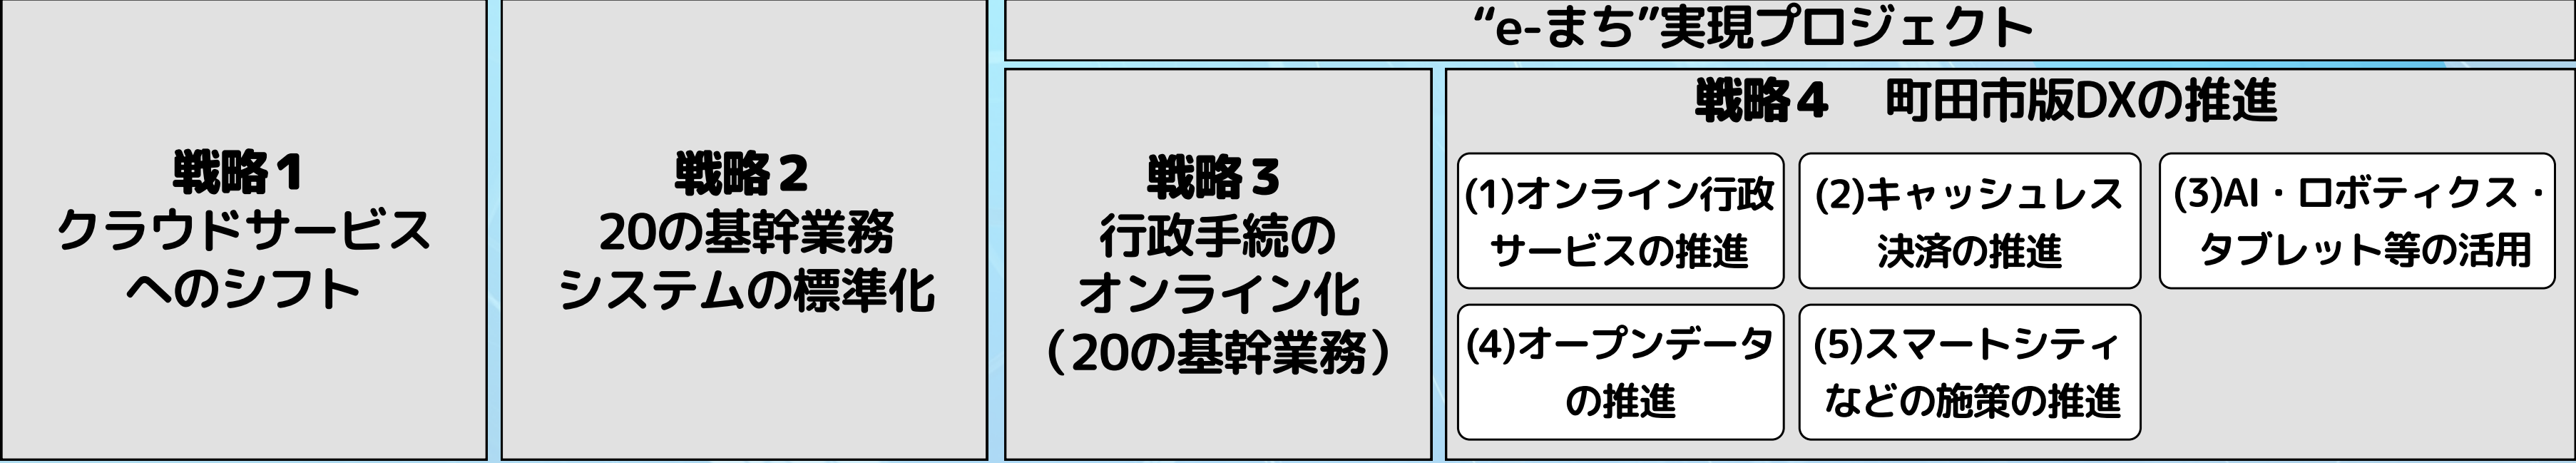 戦略1
クラウドサービス
へのシフト
戦略2
20の基幹業務
システムの標準化
“e-まち”実現プロジェクト
戦略3
行政手続の
オンライン化
（20の基幹業務）
戦略4　町田市版DXの推進
(1)オンライン行政
サービスの推進
(2)キャッシュレス
決済の推進
(3)AI・ロボティクス・
タブレット等の活用
(4)オープンデータ
の推進
(5)スマートシティ
などの施策の推進